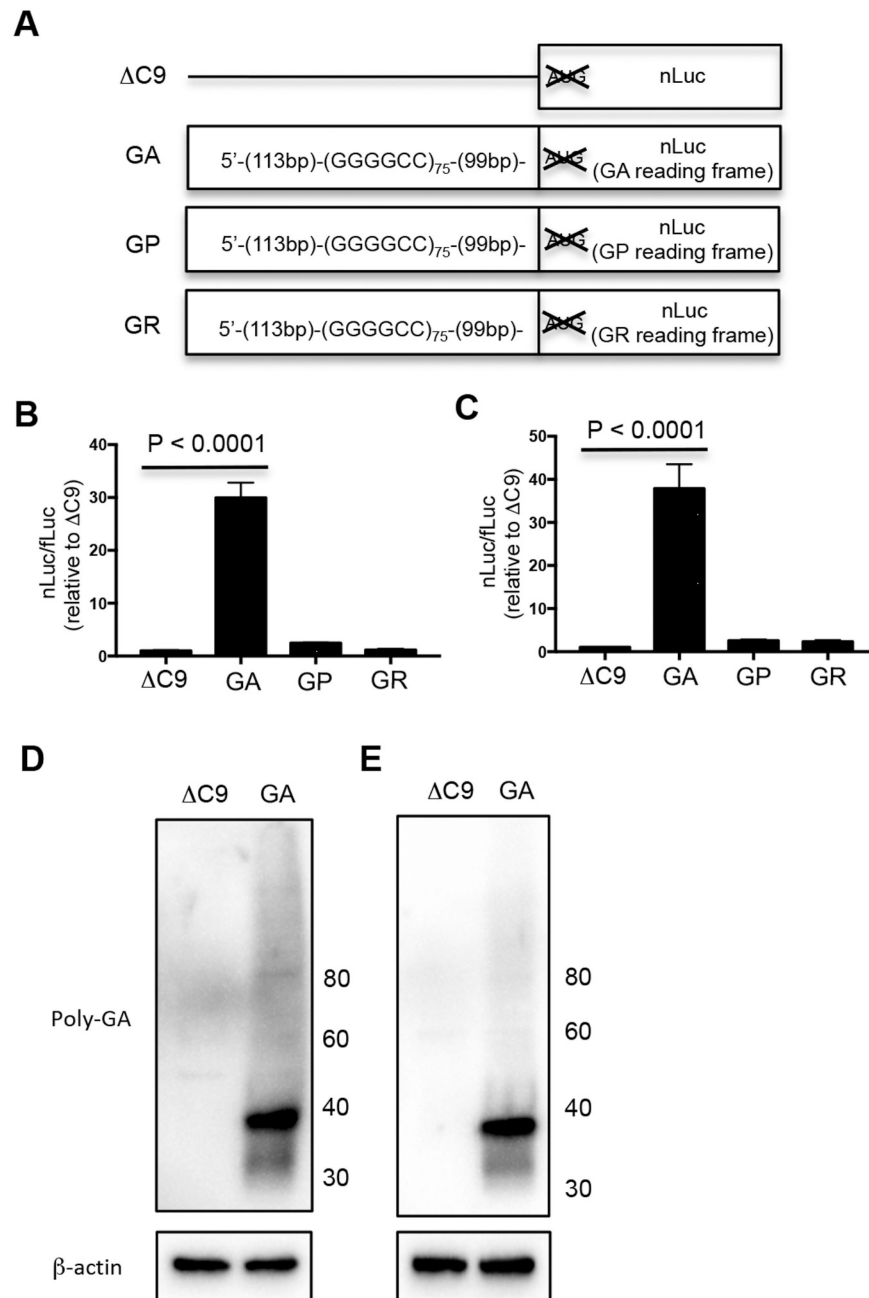 A
ΔC9
AUG
nLuc
GA
5’-(113bp)-(GGGGCC)75-(99bp)-
AUG
nLuc
(GA reading frame)
GP
5’-(113bp)-(GGGGCC)75-(99bp)-
AUG
nLuc
(GP reading frame)
GR
5’-(113bp)-(GGGGCC)75-(99bp)-
AUG
nLuc
(GR reading frame)
B
P < 0.0001
nLuc/fLuc
(relative to ΔC9)
40
30
20
10
0
ΔC9 GA GP GR
C
P < 0.0001
nLuc/fLuc
(relative to ΔC9)
50
40
30
20
10
0
ΔC9 GA GP GR
D
ΔC9 GA
Poly-GA
80
60
40
30
β-actin
E
ΔC9 GA
80
60
40
30